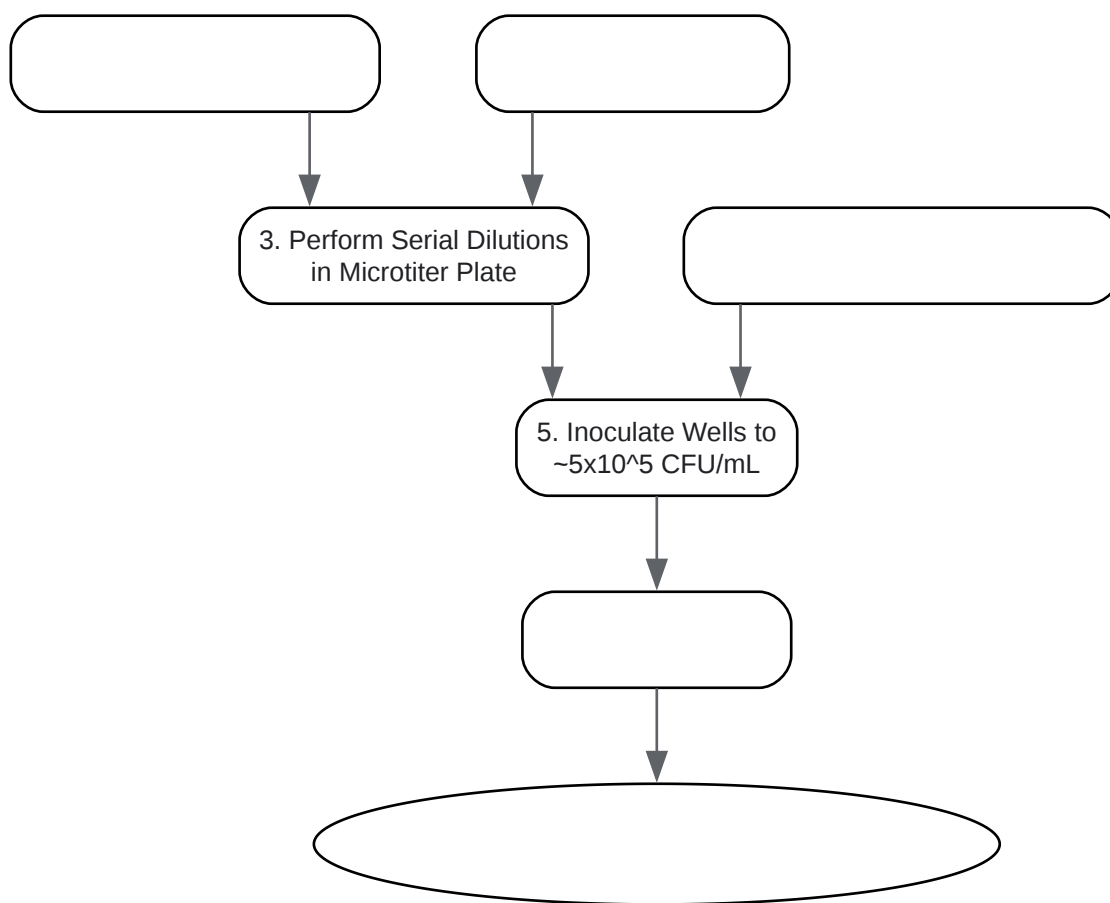 3. Perform Serial Dilutions
in Microtiter Plate
5. Inoculate Wells to
~5x10^5 CFU/mL